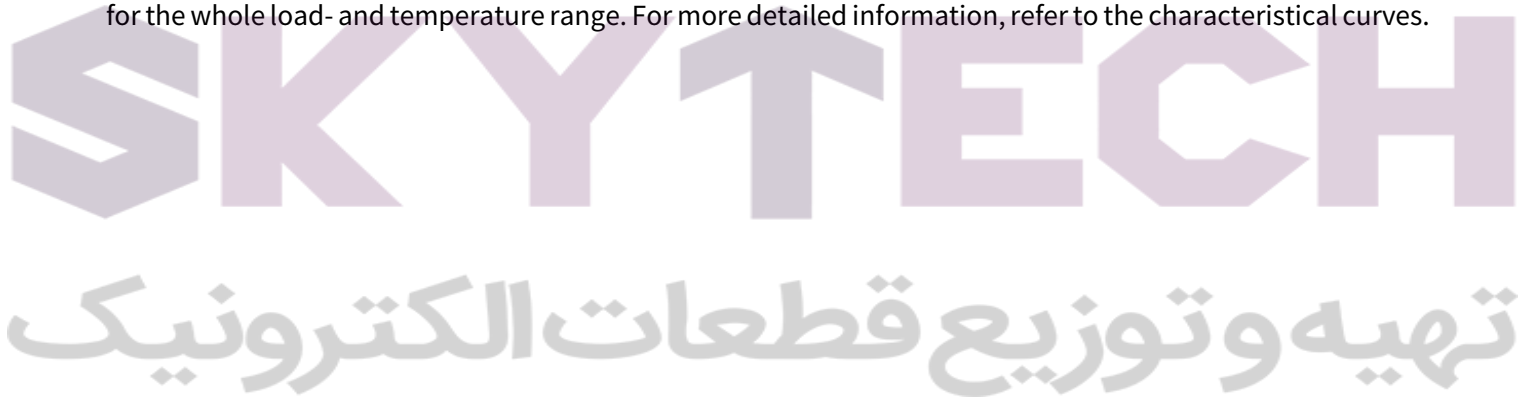 for the whole load- and temperature range. For more detailed information, refer to the characteristical curves.
SKYTECH
تهیه و توزیع قطعات الکترونیک